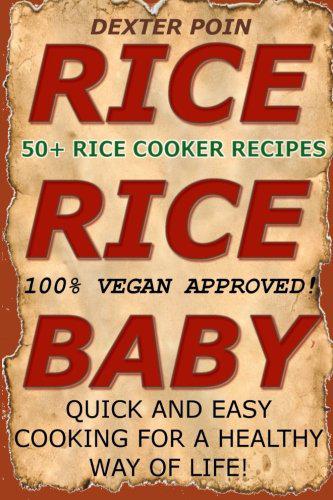 DEXTER POIN
RICE
50+ RICE COOKER RECIPES
RICE
100% VEGAN APPROVED!
BABY
QUICK AND EASY
COOKING FOR A HEALTHY
WAY OF LIFE!